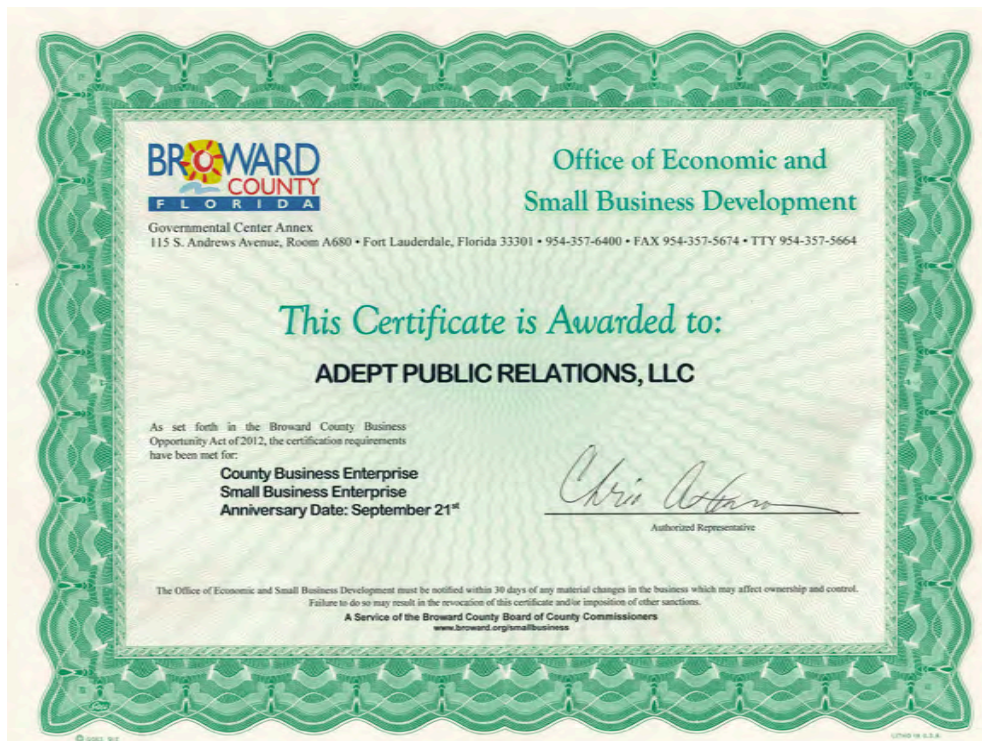 BROWARD
COUNTY
FLORIDA
Office of Economic and
Small Business Development
Governmental Center Annex
115 S. Andrews Avenue, Room A680 • Fort Lauderdale, Florida 33301 • 954-357-6400 • FAX 954-357-5674 • TTY 954-357-5664
This Certificate is Awarded to:
ADEPT PUBLIC RELATIONS, LLC
As set forth in the Broward County Business
Opportunity Act of 2012, the certification requirements
have been met for:
County Business Enterprise
Small Business Enterprise
Anniversary Date: September 21st
Chris
Authorized Representative
The Office of Economic and Small Business Development must be notified within 30 days of any material changes in the business which may affect ownership and control.
Failure to do so may result in the revocation of this certificate and/or imposition of other sanctions.
A Service of the Broward County Board of County Commissioners
www.broward.org/smallbusiness
LITHO IN U.S.A.